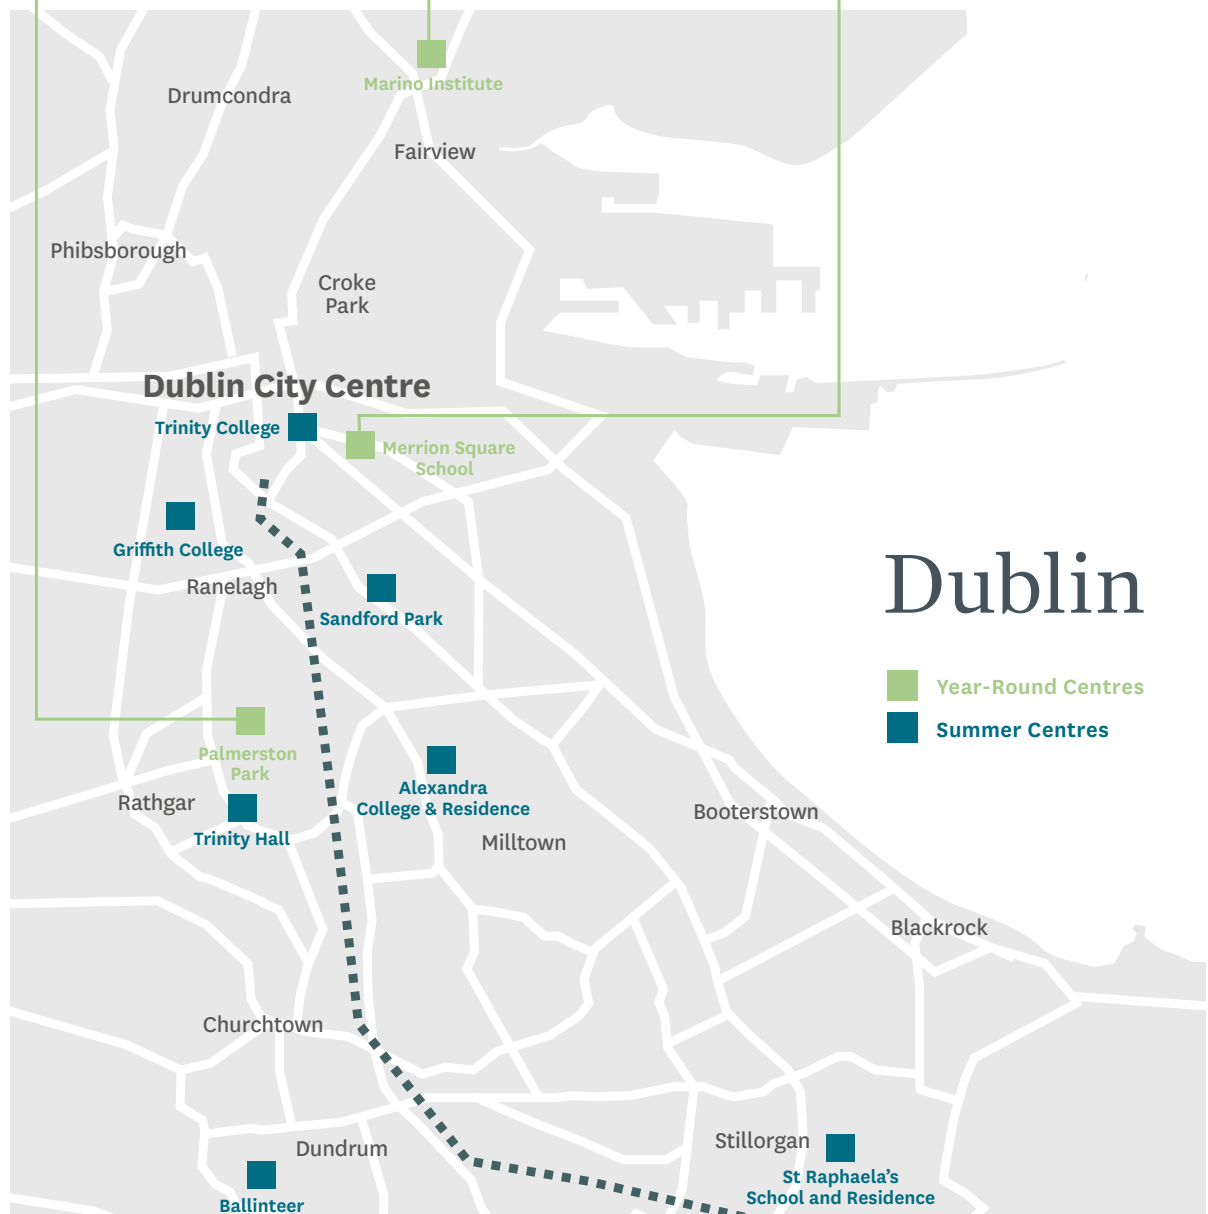 Marino Institute
Drumcondra
Fairview
Phibsborough
Croke
Park
Dublin City Centre
Trinity College
Merrion Square
School
Griffith College
Ranelagh
Sandford Park
Dublin
Year-Round Centres
Summer Centres
Palmerston
Park
Rathgar
Trinity Hall
Alexandra
College & Residence
Milltown
Booterstown
Blackrock
Churchtown
Dundrum
Stillorgan
St Raphaela’s
School and Residence
Ballinteer